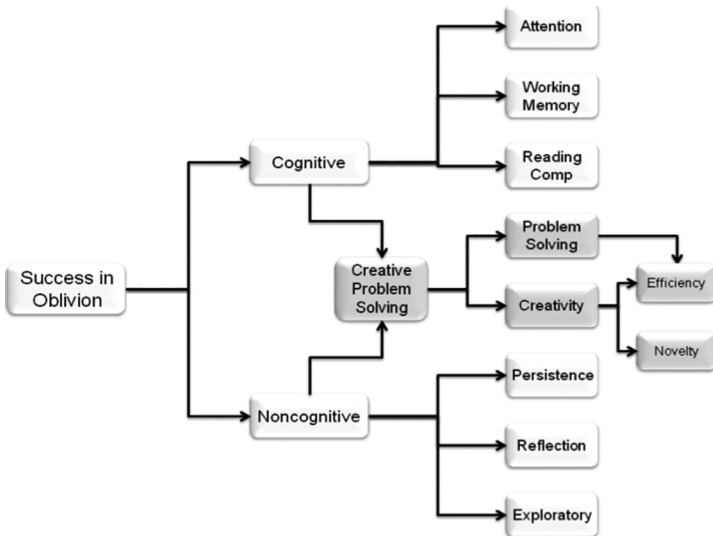 Attention
Working
Memory
Cognitive
Reading
Comp
Problem
Solving
Creative
Problem
Solving
Success in
Oblivion
Efficiency
Creativity
Novelty
Persistence
Noncognitive
Reflection
Exploratory